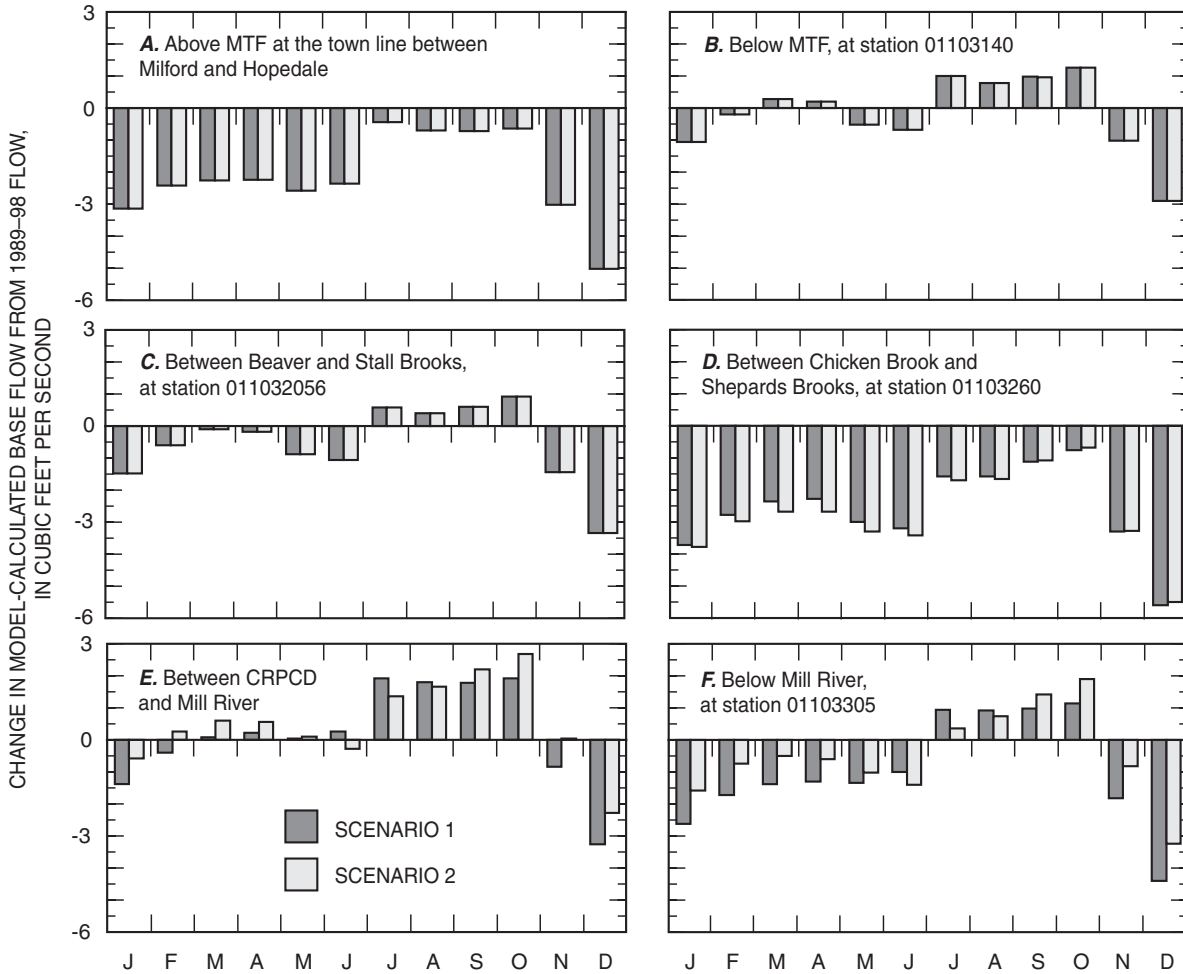 CHANGE IN MODEL-CALCULATED BASE FLOW FROM 1989–98 FLOW,
IN CUBIC FEET PER SECOND
3
0
-3
-6
A. Above MTF at the town line between
Milford and Hopedale
B. Below MTF, at station 01103140
3
0
-3
-6
C. Between Beaver and Stall Brooks,
at station 011032056
D. Between Chicken Brook and
Shepards Brooks, at station 01103260
3
0
-3
-6
E. Between CRPCD
and Mill River
SCENARIO 1
SCENARIO 2
F. Below Mill River,
at station 01103305
J F M A M J J A S O N D
J F M A M J J A S O N D